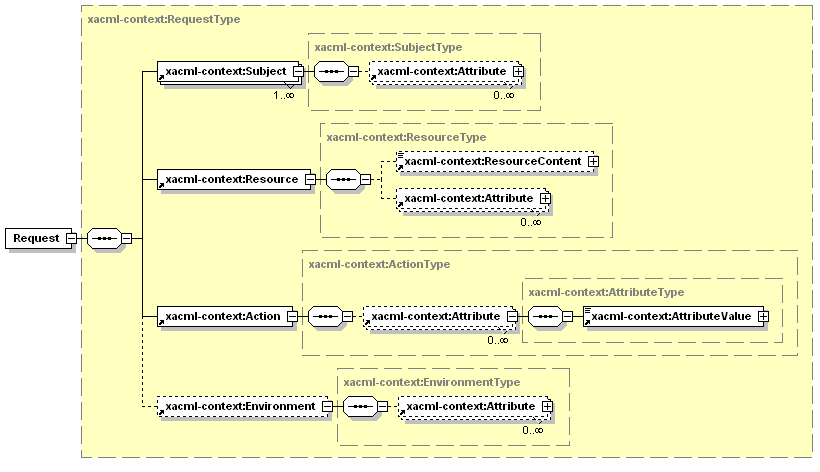 xacml-context:RequestType
xacml-context:SubjectType
xacml-context:Subject
xacml-context:Attribute
1..∞
0..∞
xacml-context:ResourceType
xacml-context:ResourceContent
xacml-context:Resource
xacml-context:Attribute
0..∞
Request
xacml-context:ActionType
xacml-context:AttributeType
xacml-context:Action
xacml-context:Attribute
xacml-context:AttributeValue
0..∞
xacml-context:EnvironmentType
xacml-context:Environment
xacml-context:Attribute
0..∞